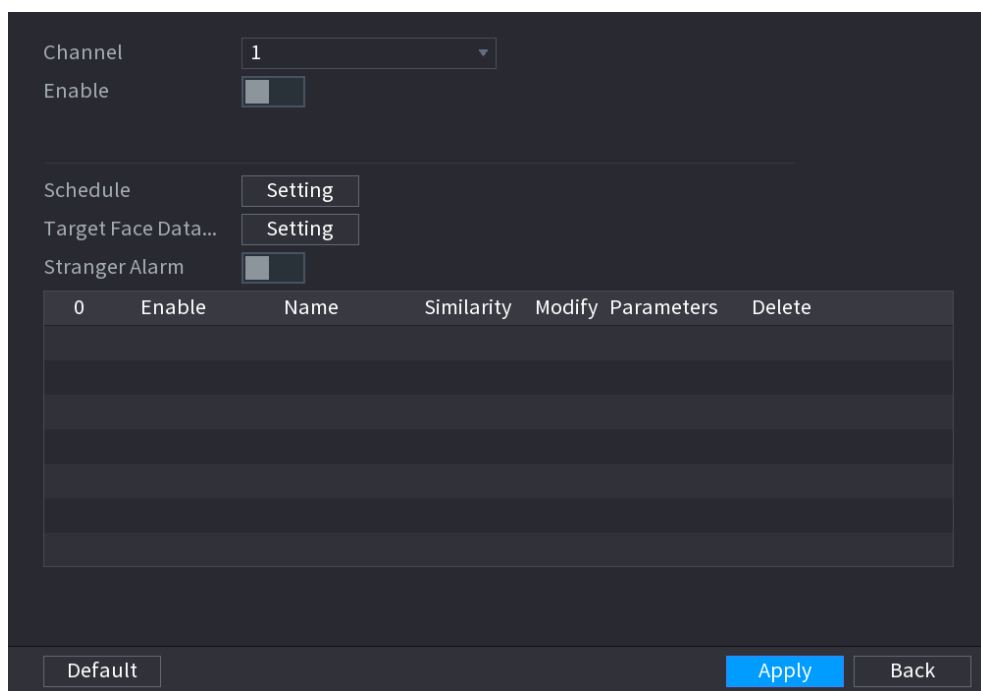 Channel 1
Enable
Schedule Setting
Target Face Data... Setting
Stranger Alarm
0 Enable Name Similarity Modify Parameters Delete
Default Apply Back